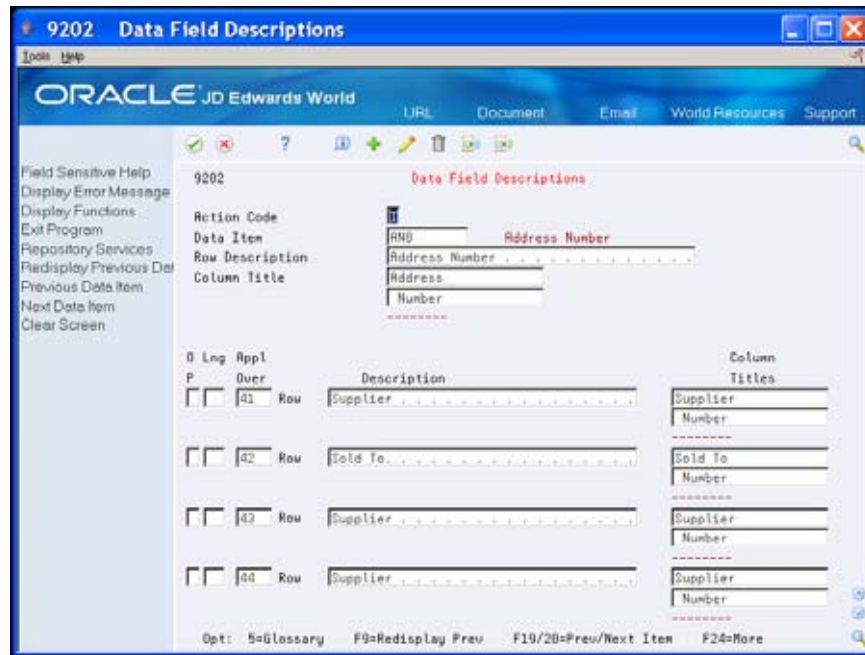 9202 Data Field Descriptions
Tools Help
ORACLE JD Edwards World
URL Document Email World Resources Support
Field Sensitive Help
Display Error Message
Display Functions
Exit Program
Repository Services
Redisplay Previous Dat
Previous Data Item
Next Data Item
Clear Screen
9202 Data Field Descriptions
Action Code I
Data Item AN8 Address Number
Row Description Address Number . . . . . . . . . . . . .
Column Title Address
Number
--------
O Lng Appl Column
P Over Description Titles
41 Row Supplier . . . . . . . . . . . . . . . . Supplier
Number
--------
42 Row Sold To. . . . . . . . . . . . . . . . . Sold To
Number
--------
43 Row Supplier . . . . . . . . . . . . . . . . Supplier
Number
--------
44 Row Supplier . . . . . . . . . . . . . . . . Supplier
Number
--------
Opt: 5=Glossary F9=Redisplay Prev F19/20=Prev/Next Item F24=More